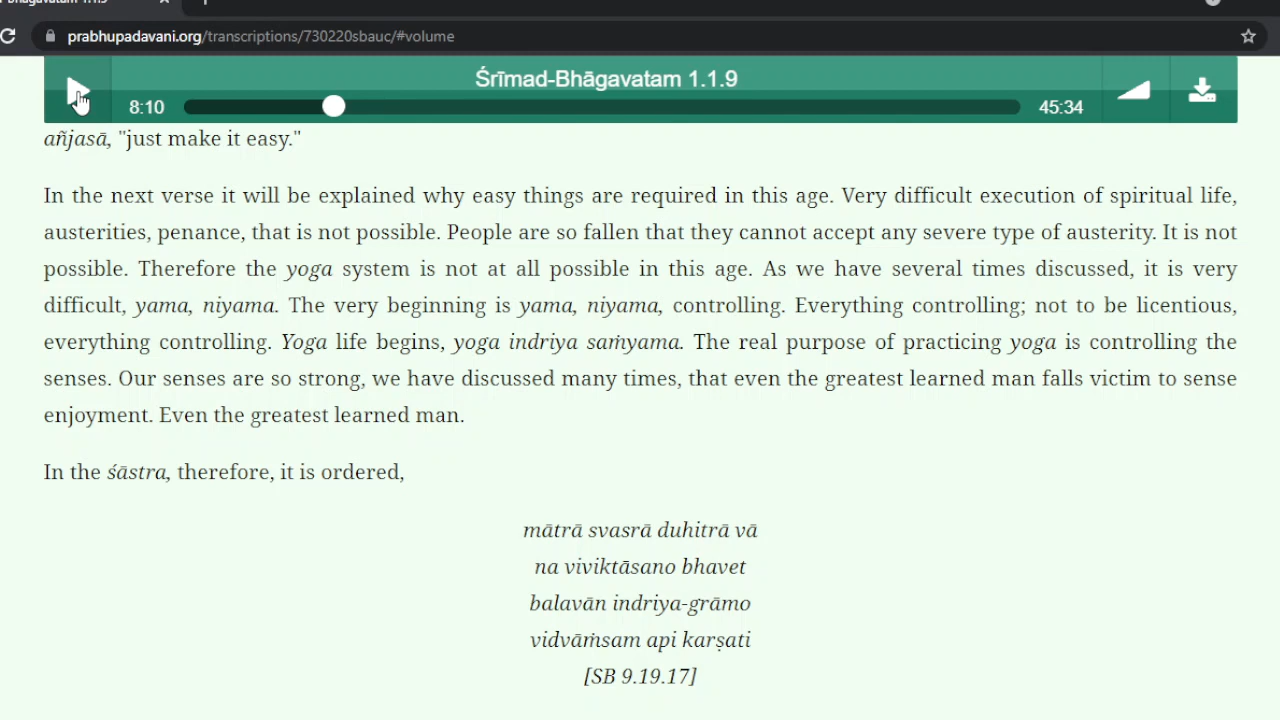 prabhupadavani.org/transcriptions/730220sbauc/#volume
Śrīmad-Bhāgavatam 1.1.9
8:10
45:34
añjasā, "just make it easy."
In the next verse it will be explained why easy things are required in this age. Very difficult execution of spiritual life,
austerities, penance, that is not possible. People are so fallen that they cannot accept any severe type of austerity. It is not
possible. Therefore the yoga system is not at all possible in this age. As we have several times discussed, it is very
difficult, yama, niyama. The very beginning is yama, niyama, controlling. Everything controlling; not to be licentious,
everything controlling. Yoga life begins, yoga indriya saṁyama. The real purpose of practicing yoga is controlling the
senses. Our senses are so strong, we have discussed many times, that even the greatest learned man falls victim to sense
enjoyment. Even the greatest learned man.
In the śāstra, therefore, it is ordered,
mātrā svasrā duhitrā vā
na viviktāsano bhavet
balavān indriya-grāmo
vidvāṁsam api karṣati
[SB 9.19.17]